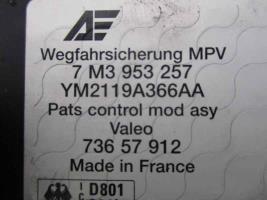 AE
Wegfahrsicherung MPV
7 M3 953 257
YM2119A366AA
Pats control mod asy
Valeo
736 57 912
Made in France
D801